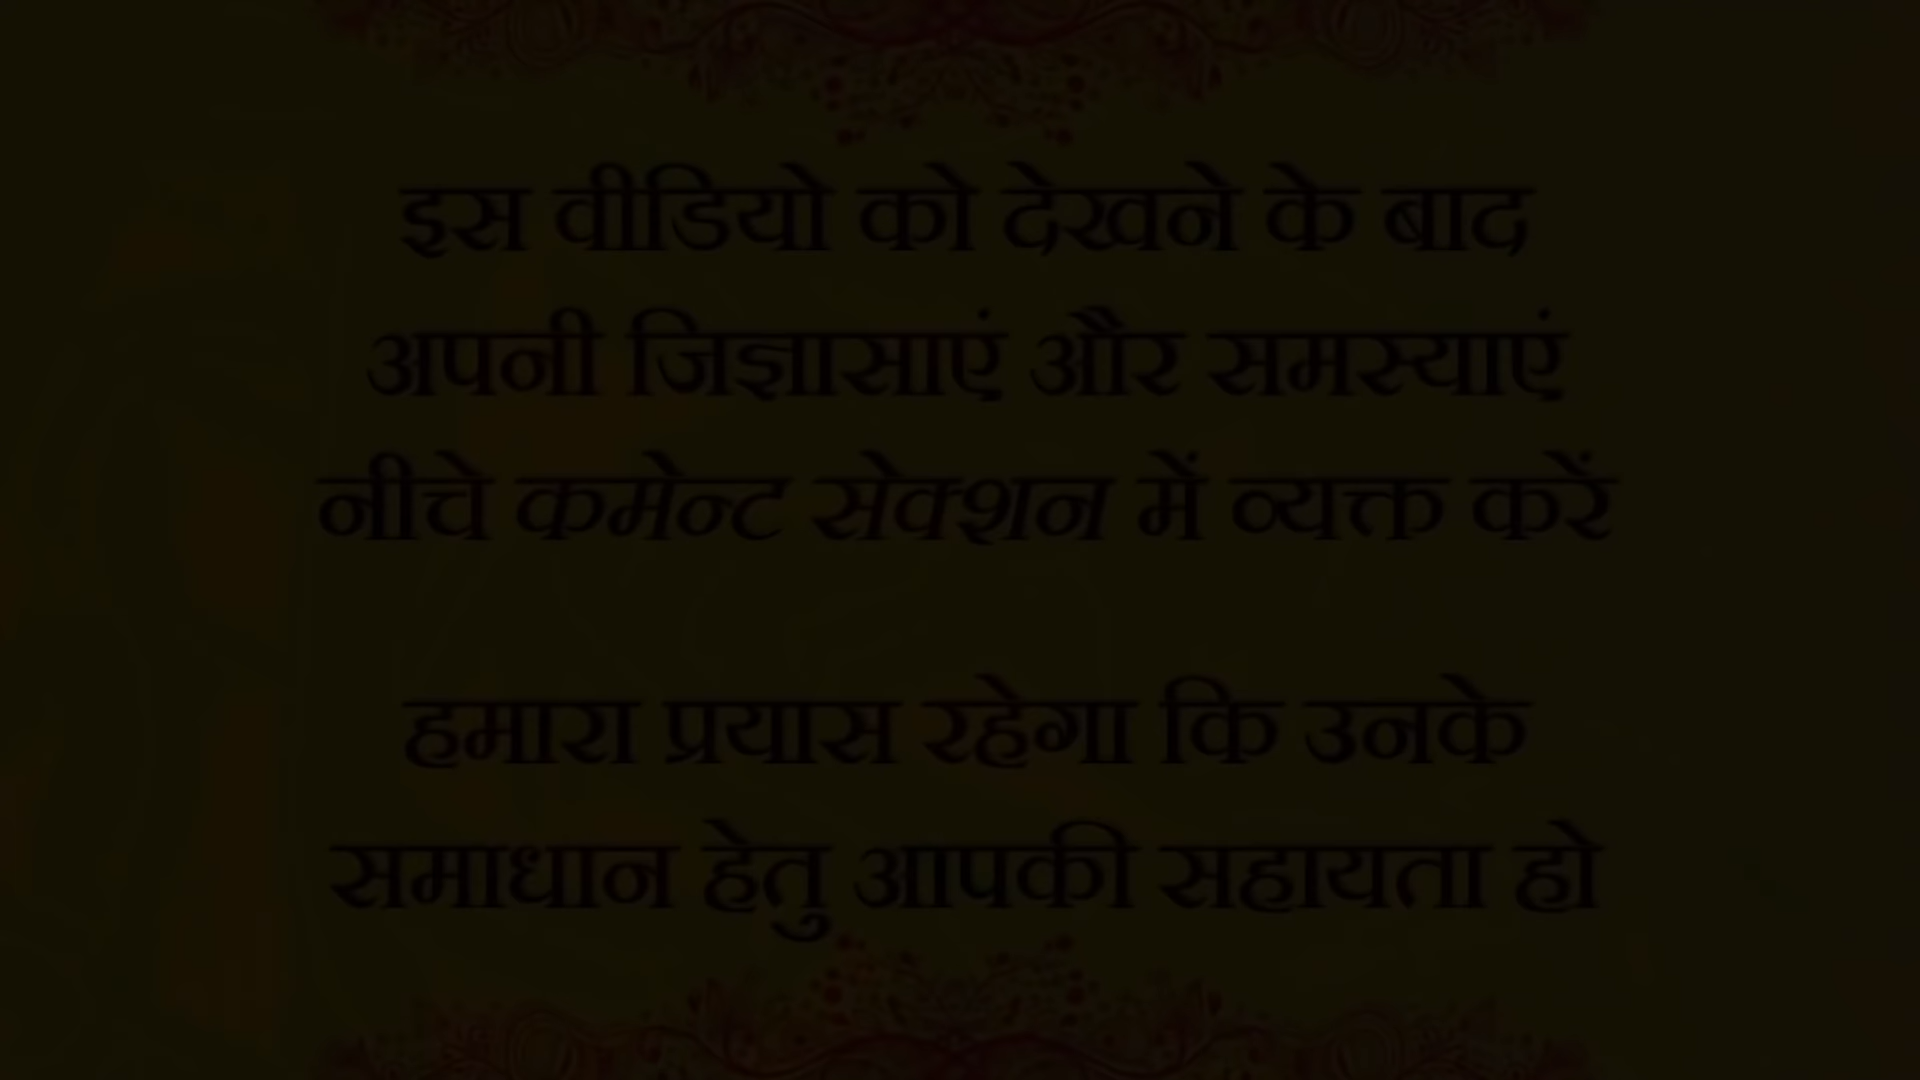 इस वीडियो को देखने के बाद
अपनी जिज्ञासाएं और समस्याएं
नीचे कमेन्ट सेक्शन में व्यक्त करें
हमारा प्रयास रहेगा कि उनके
समाधान हेतु आपकी सहायता हो